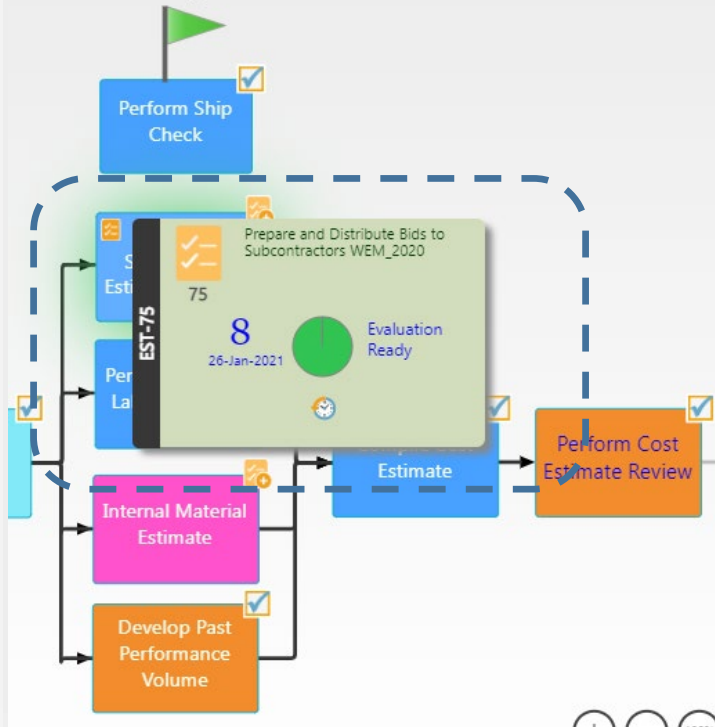 Perform Ship
Check
Prepare and Distribute Bids to
Subcontractors WEM_2020
75
EST-75
8
26-Jan-2021
Evaluation
Ready
Estimate
Perform Cost
Estimate Review
Internal Material
Estimate
Develop Past
Performance
Volume